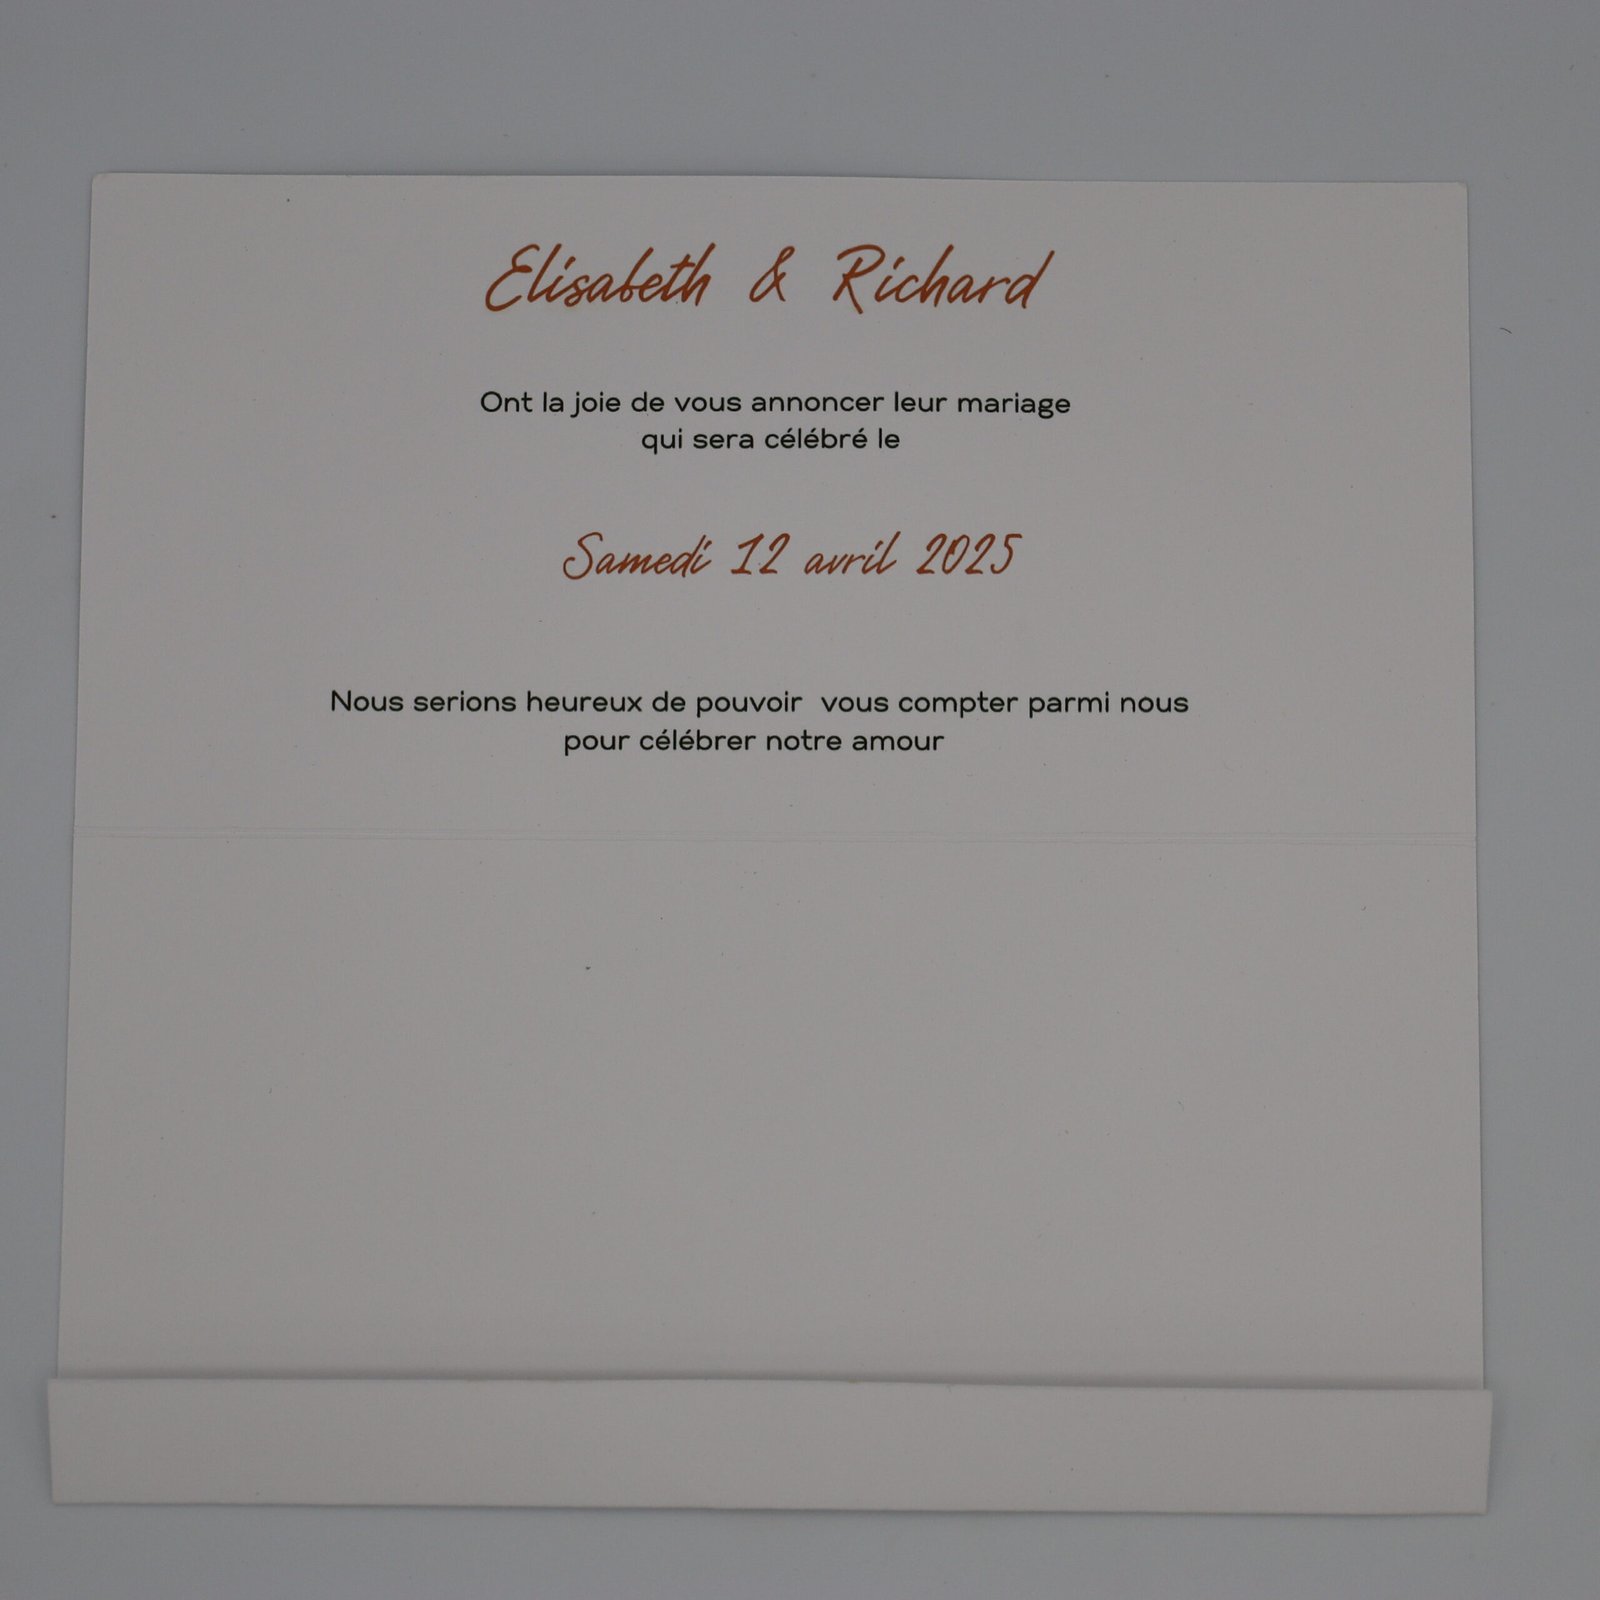 Elisabeth & Richard
Ont la joie de vous annoncer leur mariage
qui sera célébré le
Samedi 12 avril 2025
Nous serions heureux de pouvoir  vous compter parmi nous
pour célébrer notre amour